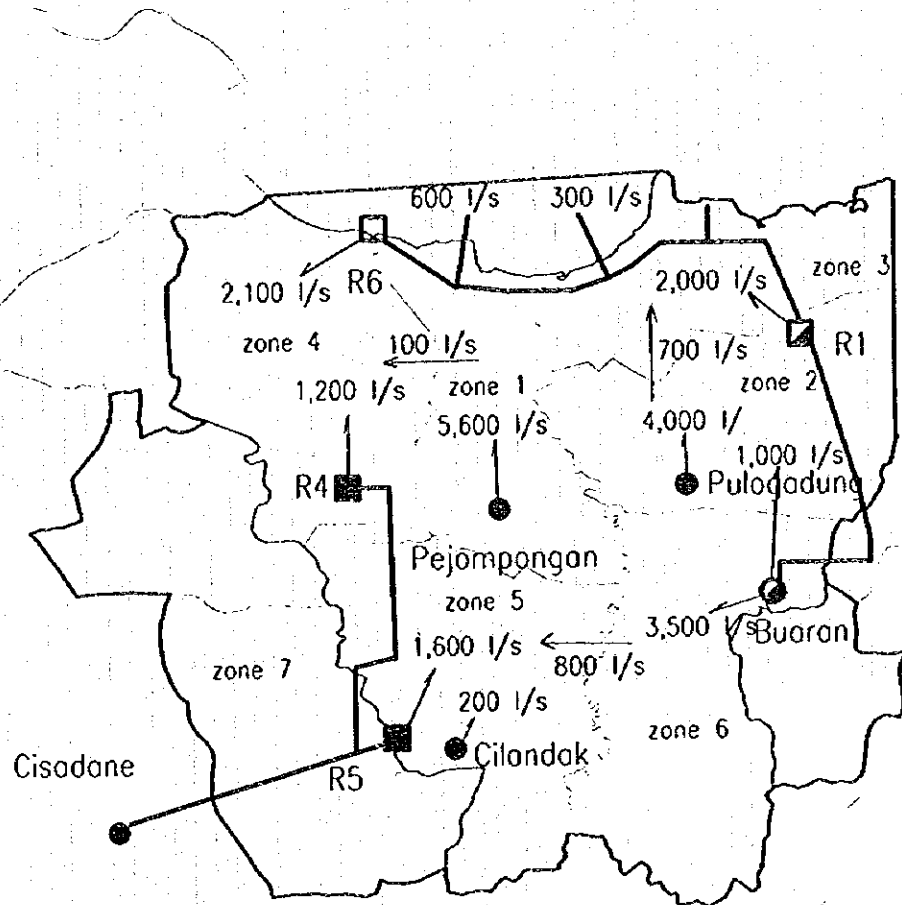 600 l/s
300 l/s
zone 3
2,100 l/s
R6
2,000 l/s
zone 4
100 l/s
700 l/s
R1
zone 1
zone 2
1,200 l/s
5,600 l/s
4,000 l/
1,000 l/s
R4
Pulogadung
Pejompongan
zone 5
3,500 l/s
Buaran
1,600 l/s
800 l/s
zone 7
200 l/s
zone 6
Cilandak
Cisadane
R5